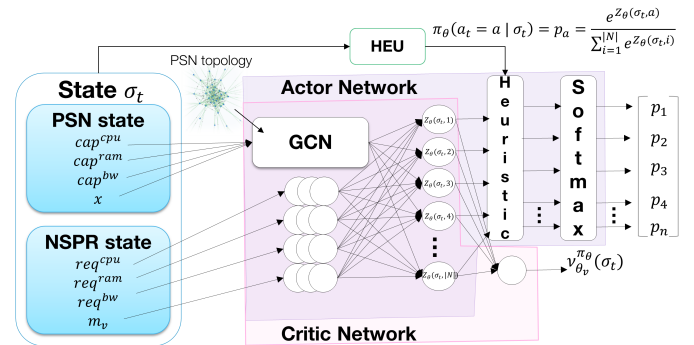 π_θ(a_t = a | σ_t) = p_a = e^{Z_θ(σ_t,a)} / ∑_{i=1}^{|N|} e^{Z_θ(σ_t,i)}
HEU
PSN topology
State σ_t
Actor Network
PSN state
cap^{cpu}
cap^{ram}
cap^{bw}
x
GCN
NSPR state
req^{cpu}
req^{ram}
req^{bw}
m_v
Z_θ(σ_t, 1)
Z_θ(σ_t, 2)
Z_θ(σ_t, 3)
Z_θ(σ_t, 4)
⋮
Z_θ(σ_t, |N|)
Heuristic
⋮
Softmax
⋮
p_1
p_2
p_3
p_4
p_n
ν_{θ_v}^{π_θ}(σ_t)
Critic Network